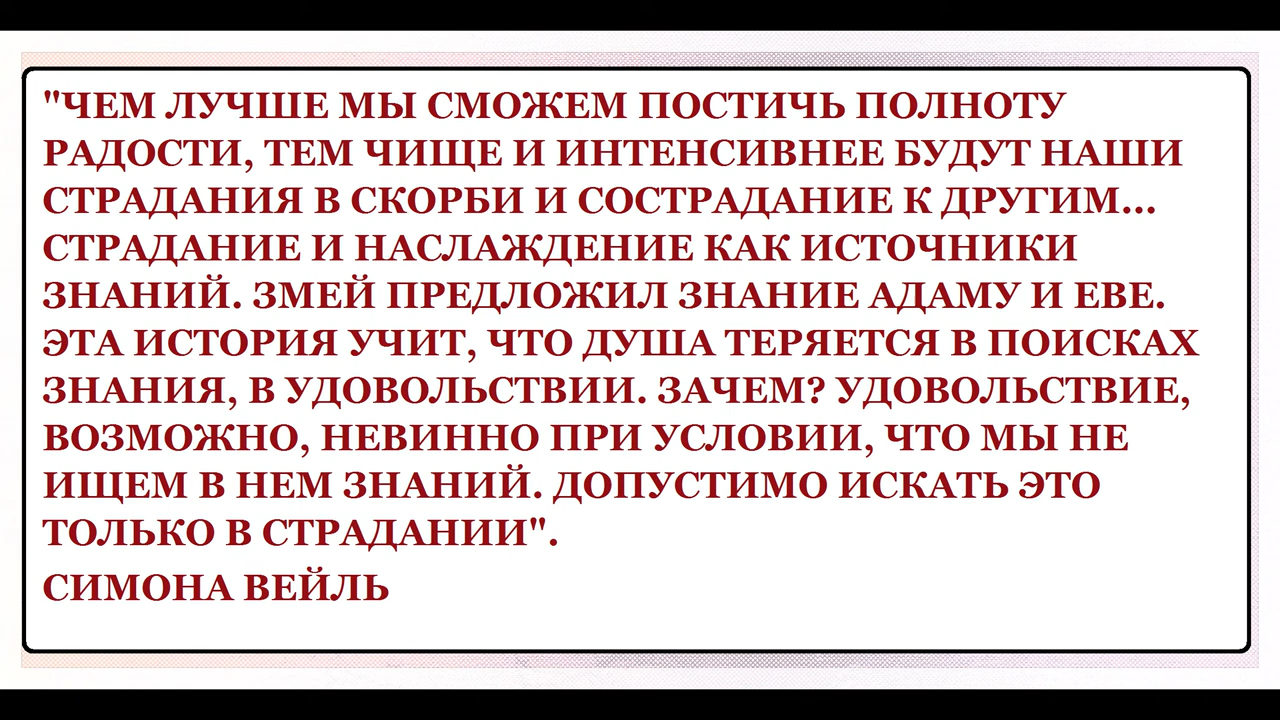 "ЧЕМ ЛУЧШЕ МЫ СМОЖЕМ ПОСТИЧЬ ПОЛНОТУ
РАДОСТИ, ТЕМ ЧИЩЕ И ИНТЕНСИВНЕЕ БУДУТ НАШИ
СТРАДАНИЯ В СКОРБИ И СОСТРАДАНИЕ К ДРУГИМ...
СТРАДАНИЕ И НАСЛАЖДЕНИЕ КАК ИСТОЧНИКИ
ЗНАНИЙ. ЗМЕЙ ПРЕДЛОЖИЛ ЗНАНИЕ АДАМУ И ЕВЕ.
ЭТА ИСТОРИЯ УЧИТ, ЧТО ДУША ТЕРЯЕТСЯ В ПОИСКАХ
ЗНАНИЯ, В УДОВОЛЬСТВИИ. ЗАЧЕМ? УДОВОЛЬСТВИЕ,
ВОЗМОЖНО, НЕВИННО ПРИ УСЛОВИИ, ЧТО МЫ НЕ
ИЩЕМ В НЕМ ЗНАНИЙ. ДОПУСТИМО ИСКАТЬ ЭТО
ТОЛЬКО В СТРАДАНИИ".
СИМОНА ВЕЙЛЬ